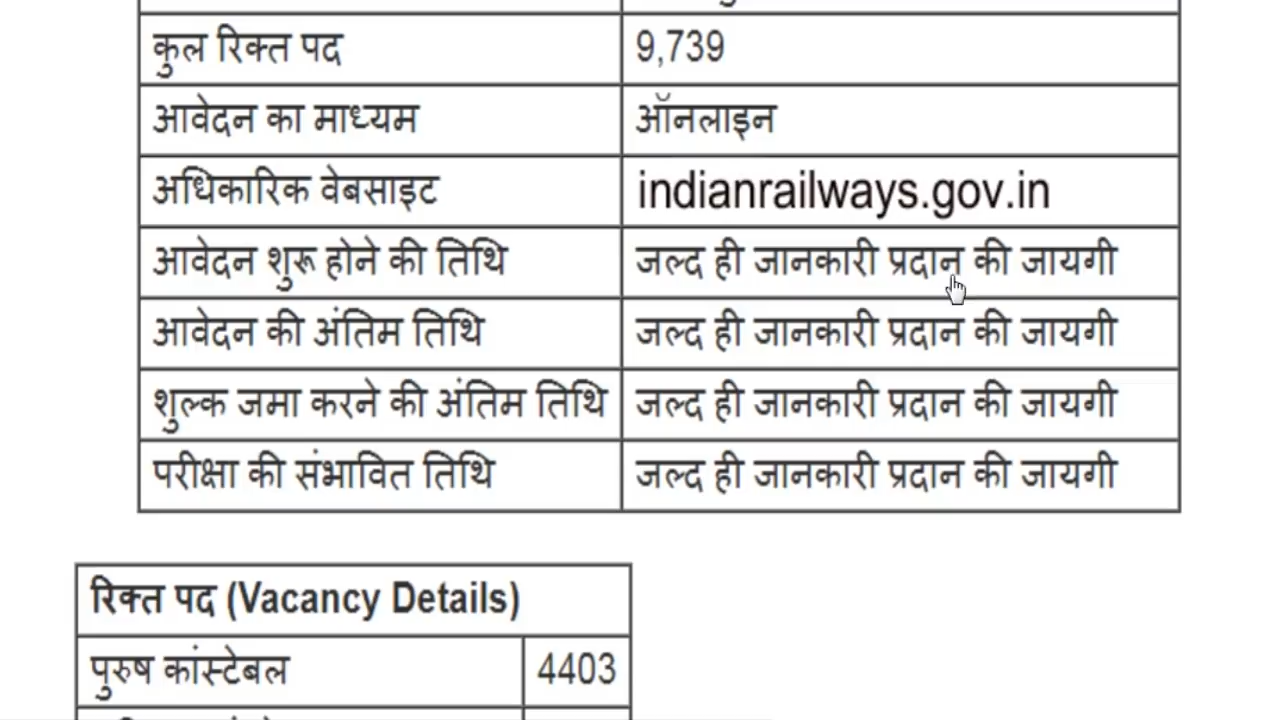 कुल रिक्त पद 9,739
आवेदन का माध्यम ऑनलाइन
अधिकारिक वेबसाइट indianrailways.gov.in
आवेदन शुरू होने की तिथि जल्द ही जानकारी प्रदान की जायगी
आवेदन की अंतिम तिथि जल्द ही जानकारी प्रदान की जायगी
शुल्क जमा करने की अंतिम तिथि जल्द ही जानकारी प्रदान की जायगी
परीक्षा की संभावित तिथि जल्द ही जानकारी प्रदान की जायगी
रिक्त पद (Vacancy Details)
पुरुष कांस्टेबल 4403